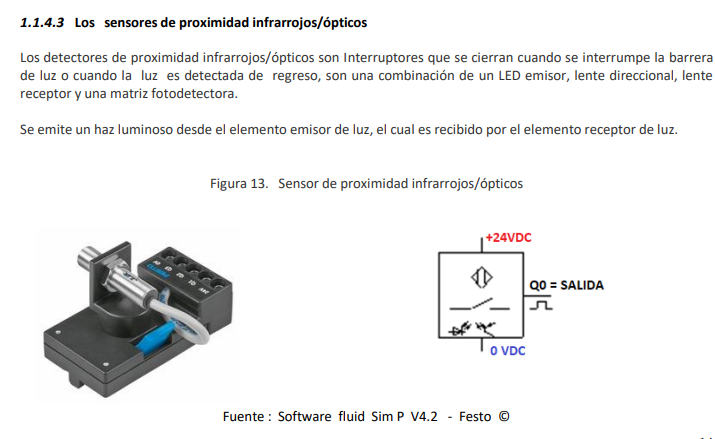 1.1.4.3 Los sensores de proximidad infrarrojos/ópticos
Los detectores de proximidad infrarrojos/ópticos son Interruptores que se cierran cuando se interrumpe la barrera
de luz o cuando la luz es detectada de regreso, son una combinación de un LED emisor, lente direccional, lente
receptor y una matriz fotodetectora.
Se emite un haz luminoso desde el elemento emisor de luz, el cual es recibido por el elemento receptor de luz.
Figura 13. Sensor de proximidad infrarrojos/ópticos
+24VDC
Q0 = SALIDA
0 VDC
Fuente : Software fluid Sim P V4.2 - Festo ©